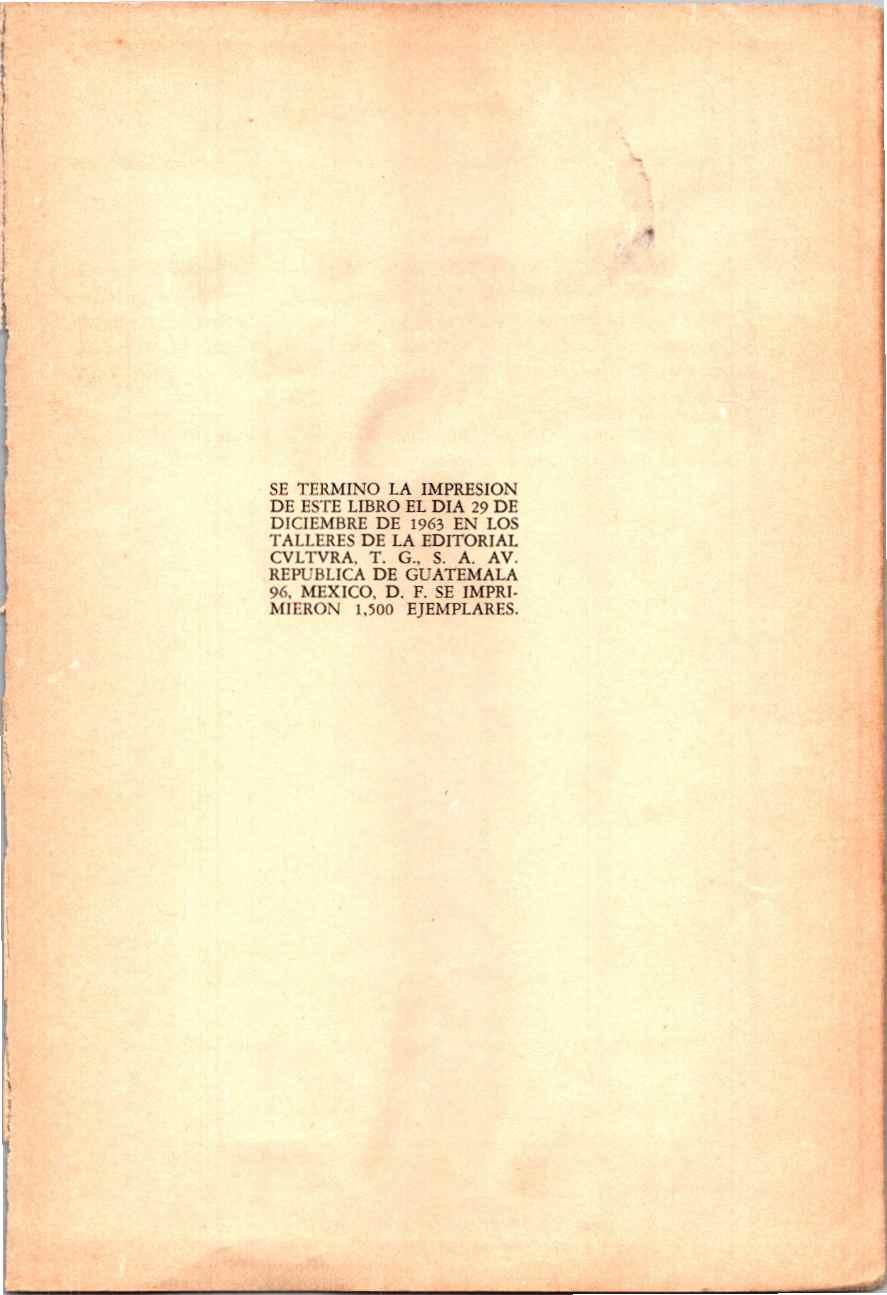 SE TERMINO LA IMPRESION
DE ESTE LIBRO EL DIA 29 DE
DICIEMBRE DE 1963 EN LOS
TALLERES DE LA EDITORIAL
CVLTVRA, T. G., S. A. AV.
REPUBLICA DE GUATEMALA
96, MEXICO, D. F. SE IMPRI-
MIERON 1,500 EJEMPLARES.